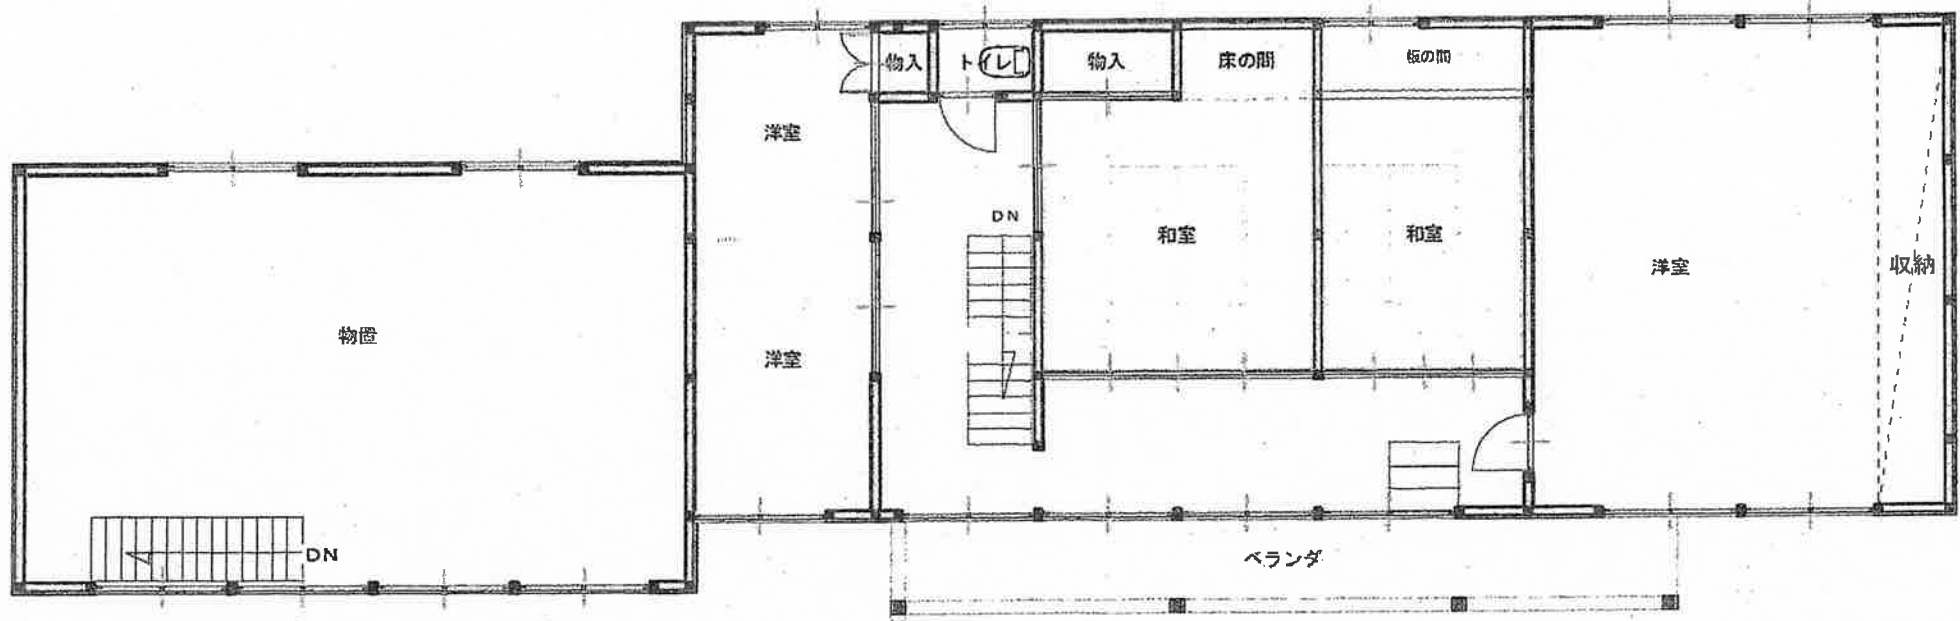 物入
トイレ
物入
床の間
板の間
洋室
DN
和室
和室
洋室
収納
物置
洋室
DN
ベランダ